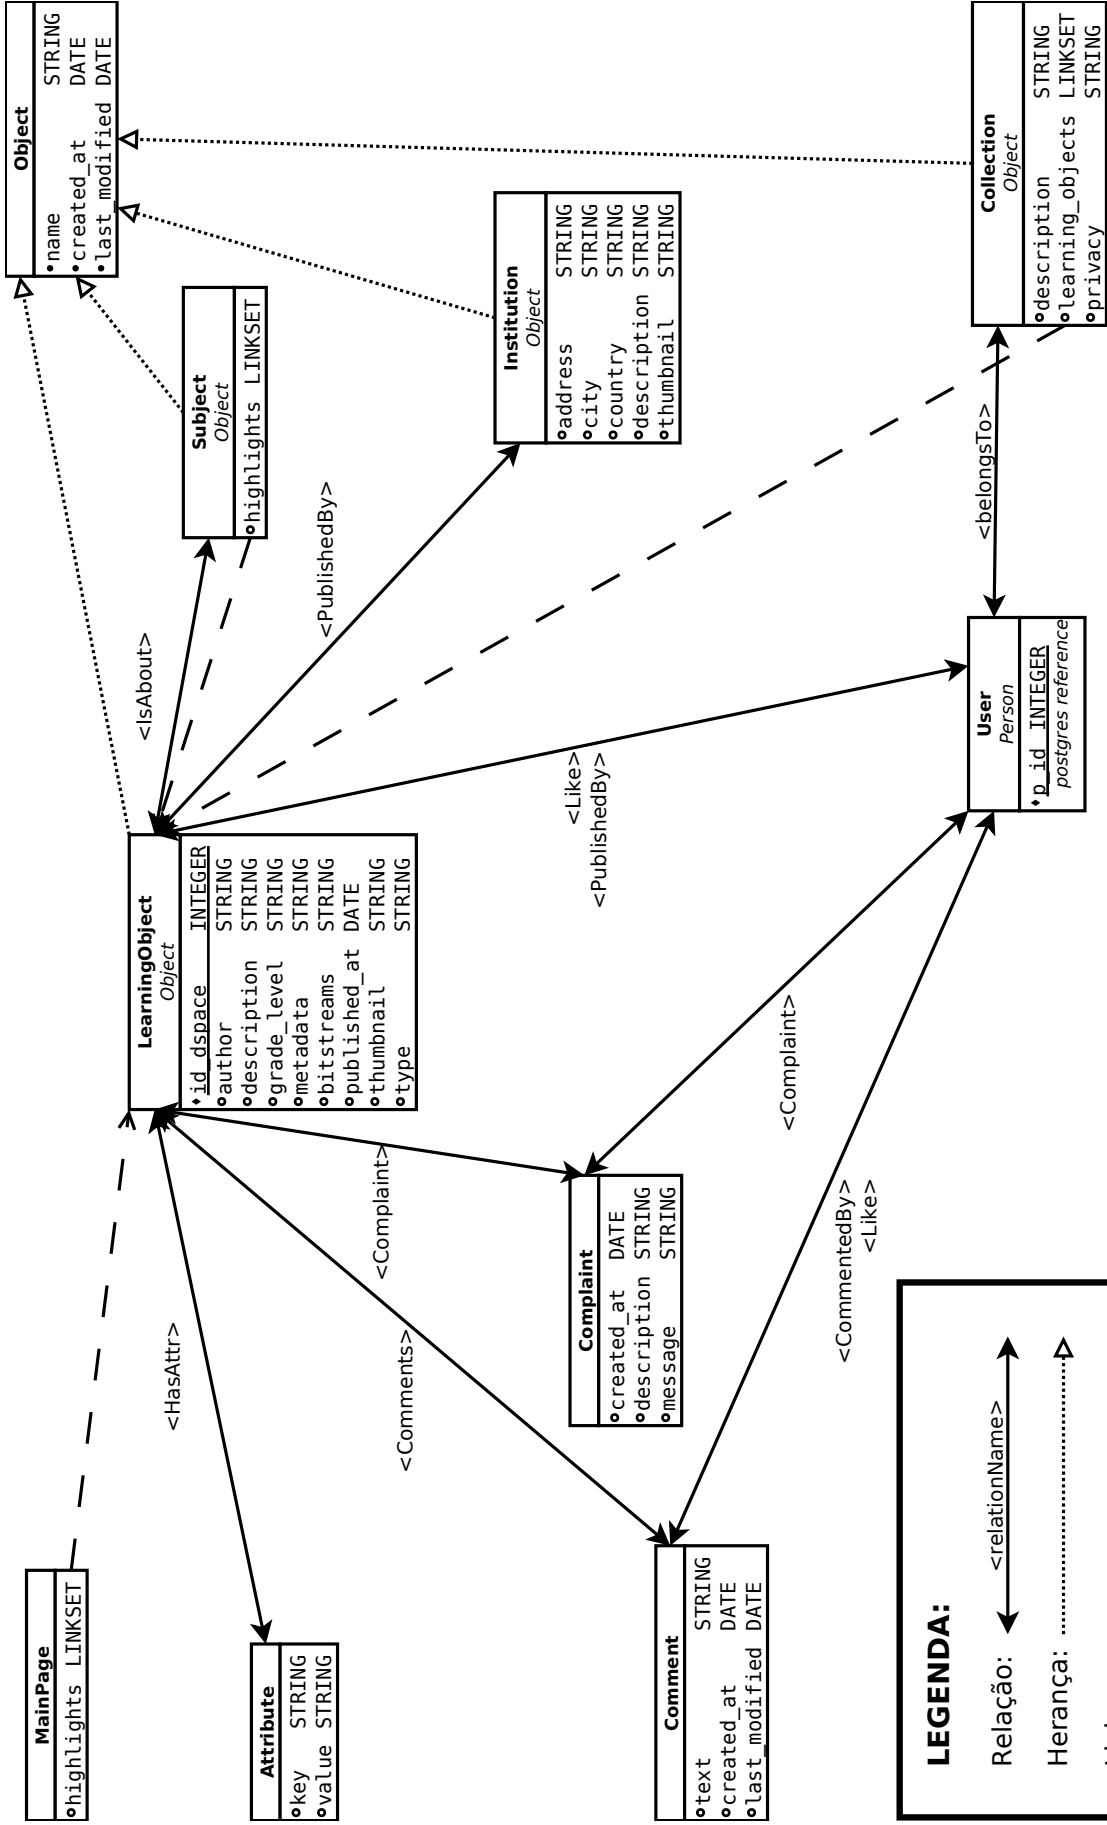 MainPage
highlights LINKSET
Attribute
key STRING
value STRING
Comment
text STRING
created_at DATE
last_modified DATE
LEGENDA:
Relação:
<relationName>
Herança:
<HasAttr>
<Comments>
<Complaint>
Complaint
created_at DATE
description STRING
message STRING
<CommentedBy>
<Like>
<Complaint>
LearningObject
Object
id_dspace INTEGER
author STRING
description STRING
grade_level STRING
metadata STRING
bitstreams STRING
published_at DATE
thumbnail STRING
type STRING
<Like>
<PublishedBy>
User
Person
p_id INTEGER
postgres reference
<IsAbout>
<PublishedBy>
<belongsTo>
Subject
Object
highlights LINKSET
Institution
Object
address STRING
city STRING
country STRING
description STRING
thumbnail STRING
Object
name STRING
created_at DATE
last_modified DATE
Collection
Object
description STRING
learning_objects LINKSET
privacy STRING